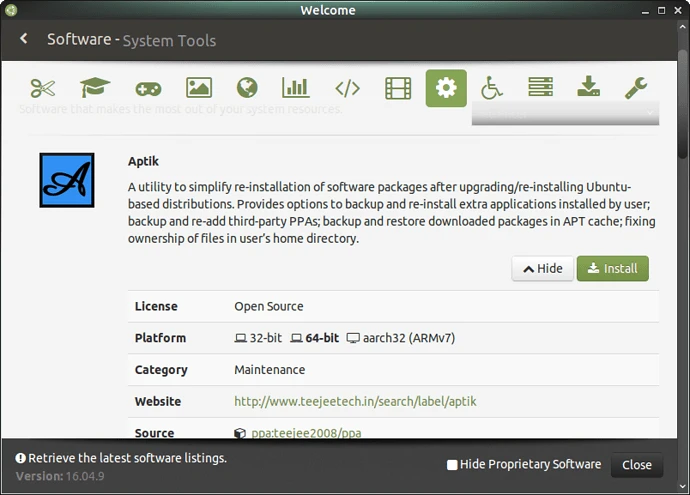 Welcome
Software - System Tools
Software that makes the most out of your system resources.
Aptik
A utility to simplify re-installation of software packages after upgrading/re-installing Ubuntu-
based distributions. Provides options to backup and re-install extra applications installed by user;
backup and re-add third-party PPAs; backup and restore downloaded packages in APT cache; fixing
ownership of files in user's home directory.
Hide Install
License Open Source
Platform 32-bit 64-bit aarch32 (ARMv7)
Category Maintenance
Website http://www.teejeetech.in/search/label/aptik
Source ppa:teejee2008/ppa
Retrieve the latest software listings.
Version: 16.04.9
Hide Proprietary Software Close